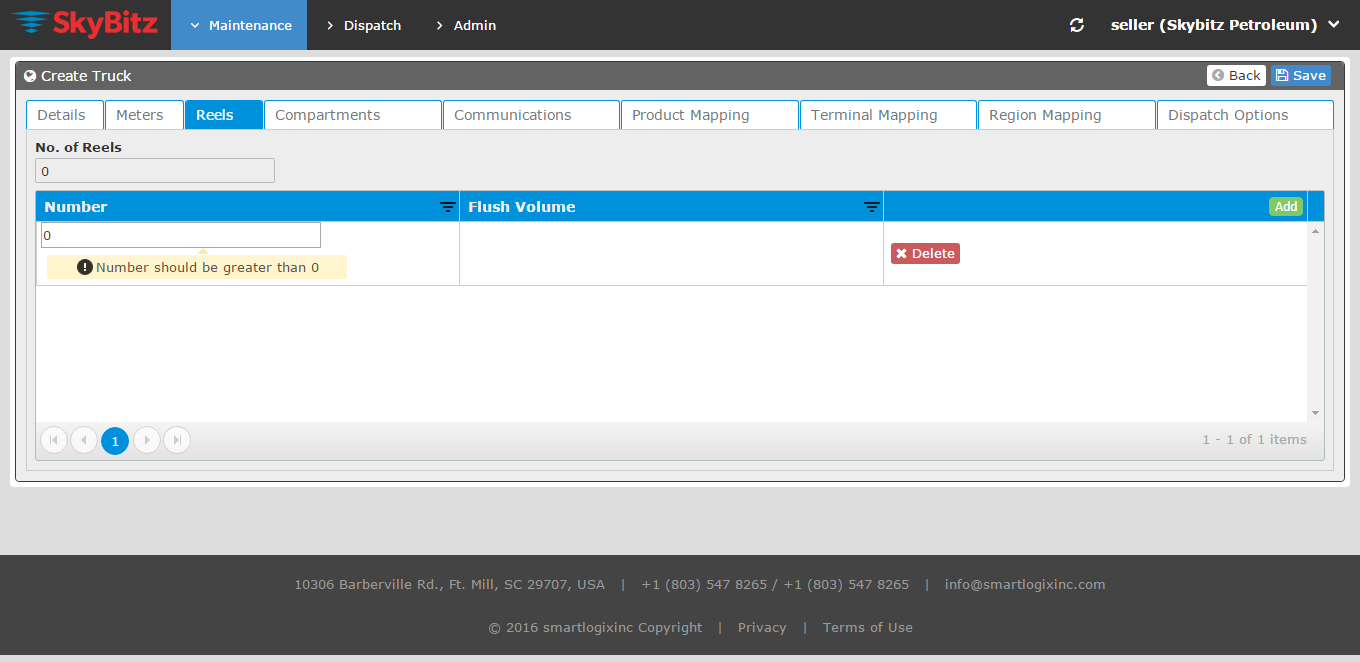 SkyBitz Maintenance Dispatch Admin seller (Skybitz Petroleum)
Create Truck Back Save
Details Meters Reels Compartments Communications Product Mapping Terminal Mapping Region Mapping Dispatch Options
No. of Reels
0
Number Flush Volume Add
0
Number should be greater than 0
Delete
1 1 - 1 of 1 items
10306 Barberville Rd., Ft. Mill, SC 29707, USA | +1 (803) 547 8265 / +1 (803) 547 8265 | info@smartlogixinc.com
© 2016 smartlogixinc Copyright | Privacy | Terms of Use